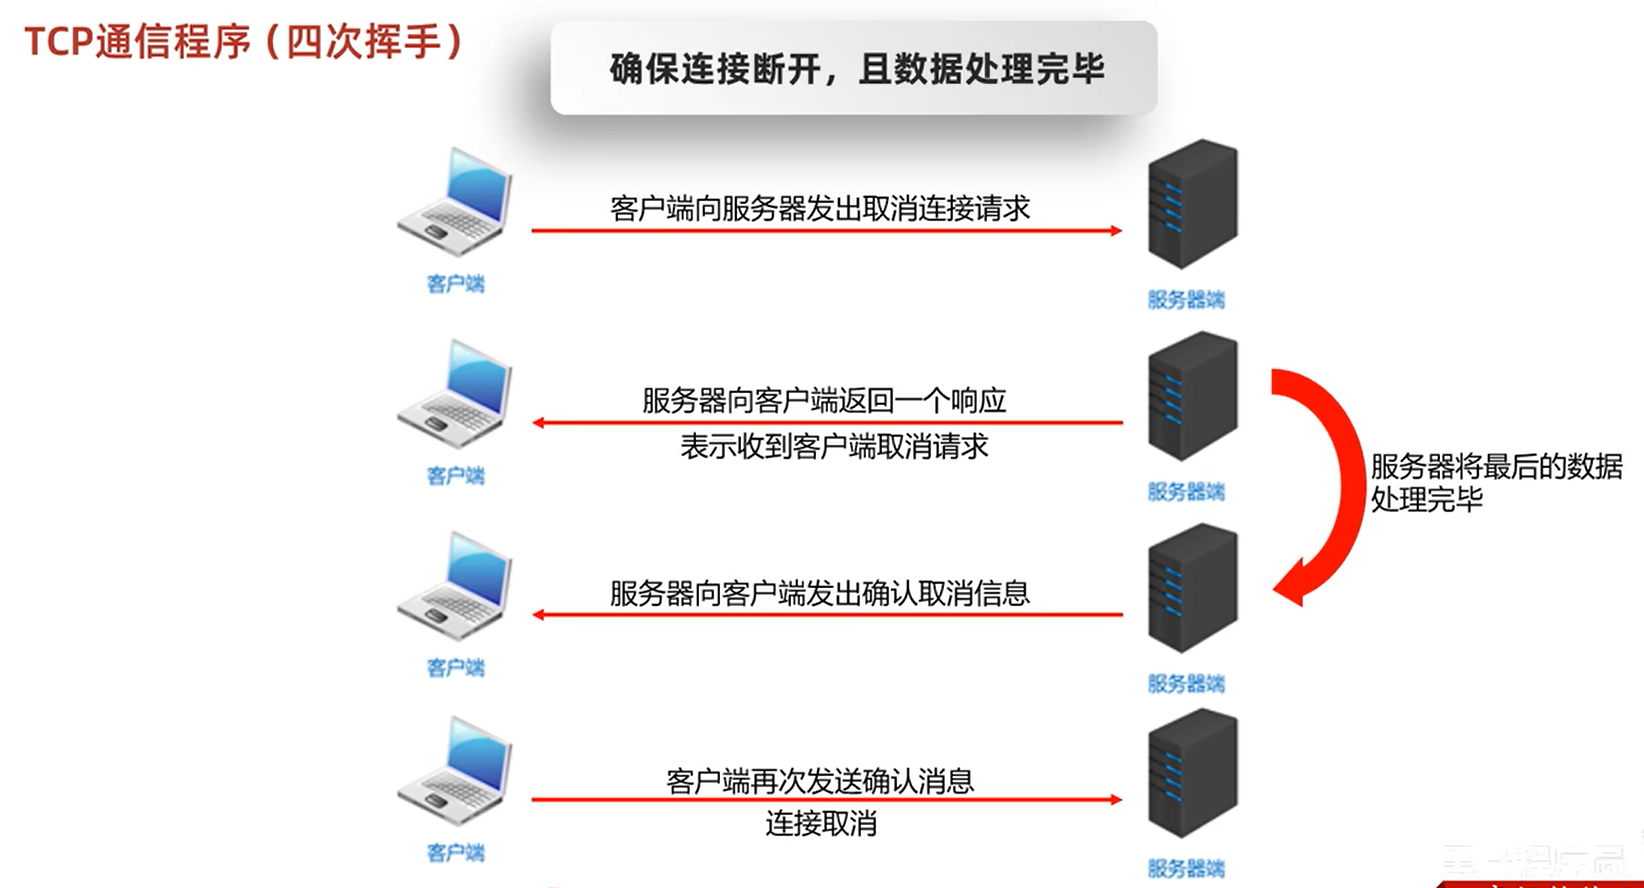 TCP通信程序（四次挥手）
确保连接断开，且数据处理完毕
客户端向服务器发出取消连接请求
客户端
服务器端
服务器向客户端返回一个响应
表示收到客户端取消请求
客户端
服务器端
服务器将最后的数据
处理完毕
服务器向客户端发出确认取消信息
客户端
服务器端
客户端再次发送确认消息
连接取消
客户端
服务器端